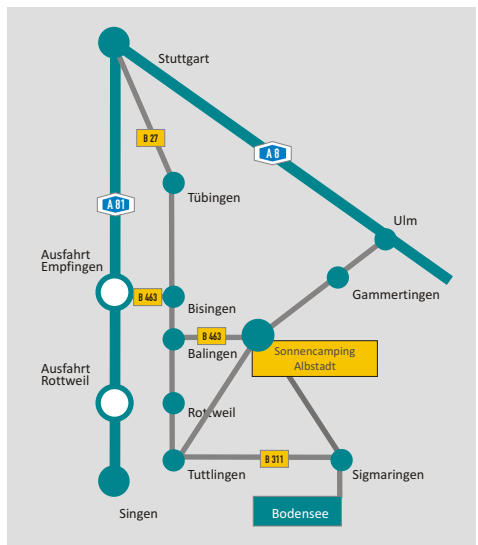 Stuttgart
B 27
A 8
Tübingen
A 81
Ulm
Ausfahrt
Empfingen
B 463
Gammertingen
Bisingen
B 463
Balingen
Sonnencamping
Albstadt
Ausfahrt
Rottweil
Rottweil
B 311
Tuttlingen
Sigmaringen
Singen
Bodensee